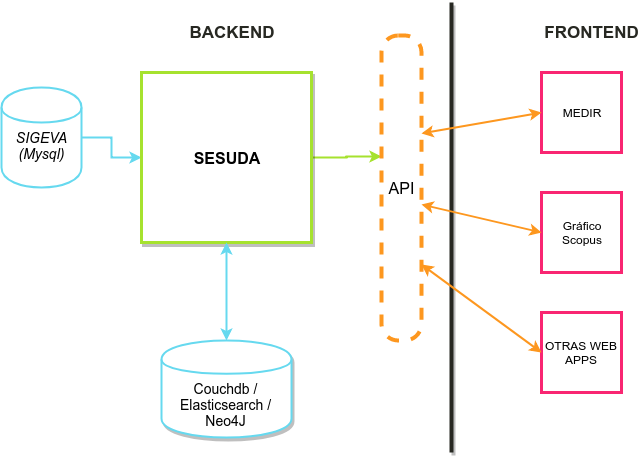 BACKEND
FRONTEND
SIGEVA
(Mysql)
SESUDA
API
MEDIR
Gráfico
Scopus
OTRAS WEB
APPS
Couchdb /
Elasticsearch /
Neo4J